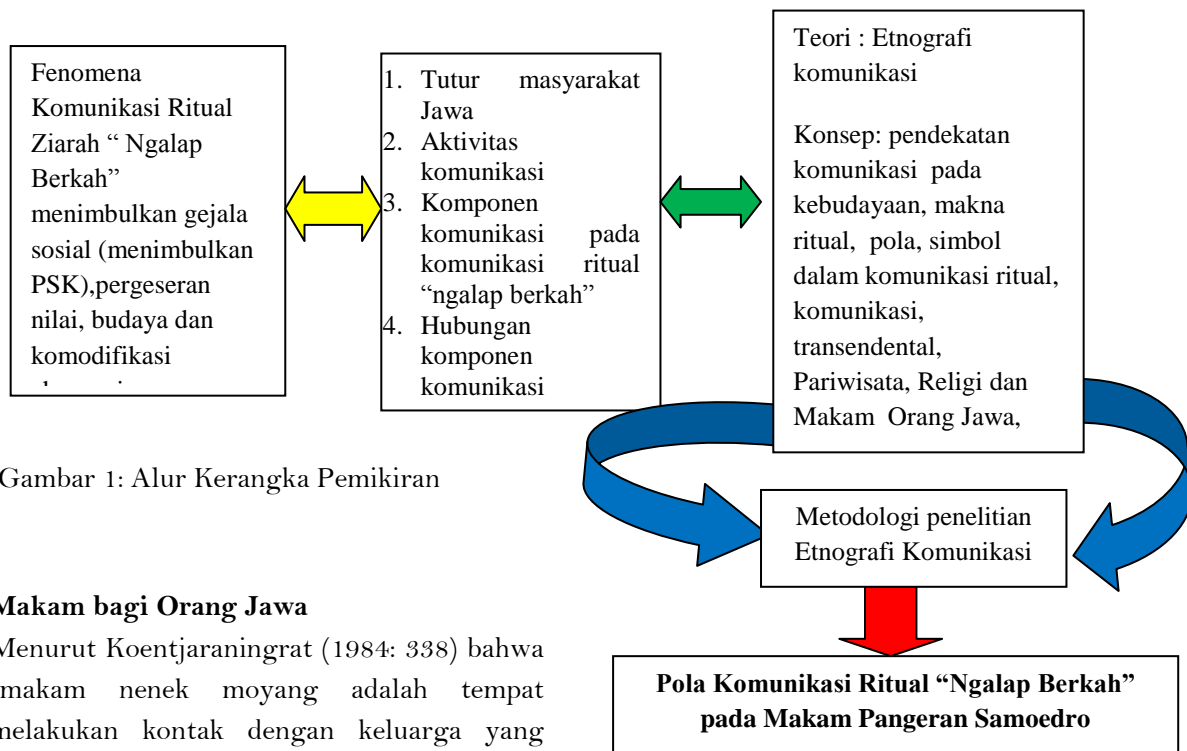 Fenomena
Komunikasi Ritual
Ziarah “ Ngalap
Berkah”
menimbulkan gejala
sosial (menimbulkan
PSK),pergeseran
nilai, budaya dan
komodifikasi
1. Tutur masyarakat
Jawa
2. Aktivitas
komunikasi
3. Komponen
komunikasi pada
komunikasi ritual
“ngalap berkah”
4. Hubungan
komponen
komunikasi
Teori : Etnografi
komunikasi
Konsep: pendekatan
komunikasi pada
kebudayaan, makna
ritual, pola, simbol
dalam komunikasi ritual,
komunikasi,
transendental,
Pariwisata, Religi dan
Makam Orang Jawa,
Metodologi penelitian
Etnografi Komunikasi
Pola Komunikasi Ritual “Ngalap Berkah”
pada Makam Pangeran Samoedro
Gambar 1: Alur Kerangka Pemikiran
Makam bagi Orang Jawa
Menurut Koentjaraningrat (1984: 338) bahwa
makam nenek moyang adalah tempat
melakukan kontak dengan keluarga yang